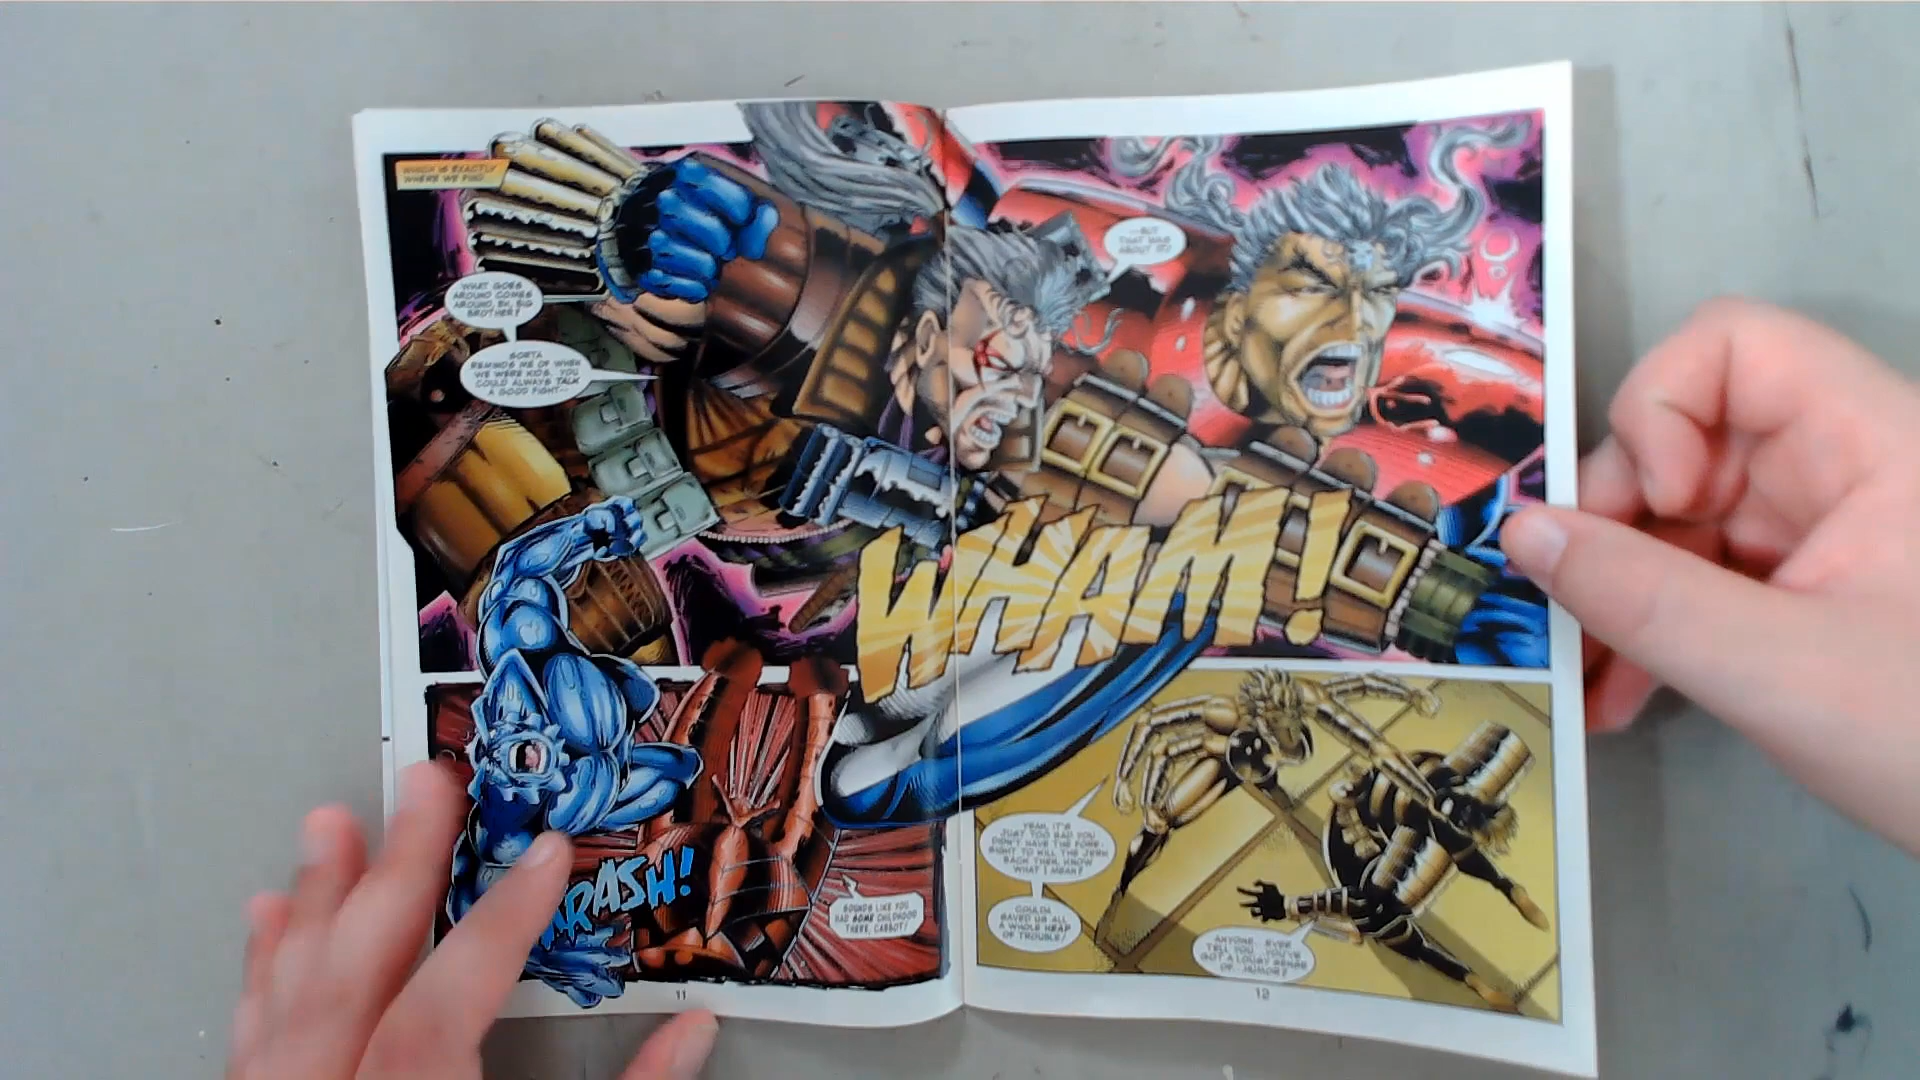 WHICH IS EXACTLY
WHERE WE FIND...
WHAT GOES
AROUND COMES
AROUND, EH, BIG
BROTHER?
SORTA
REMINDS ME OF WHEN
WE WERE KIDS. YOU
COULD ALWAYS TALK
A GOOD FIGHT--
--BUT
THAT WAS
ABOUT IT!
WHAM!
RASH!
SOUNDS LIKE YOU
HAD SOME CHILDHOOD
THERE, CABBOT!
YEAH, IT'S
JUST TOO BAD YOU
DIDN'T HAVE THE FORE-
SIGHT TO KILL THE JERK
BACK THEN, KNOW
WHAT I MEAN?
COULDA
SAVED US ALL
A WHOLE HEAP
OF TROUBLE!
ANYONE... EVER
TELL YOU... YOU'VE
GOT A LOUSY SENSE
OF... HUMOR?
11
12